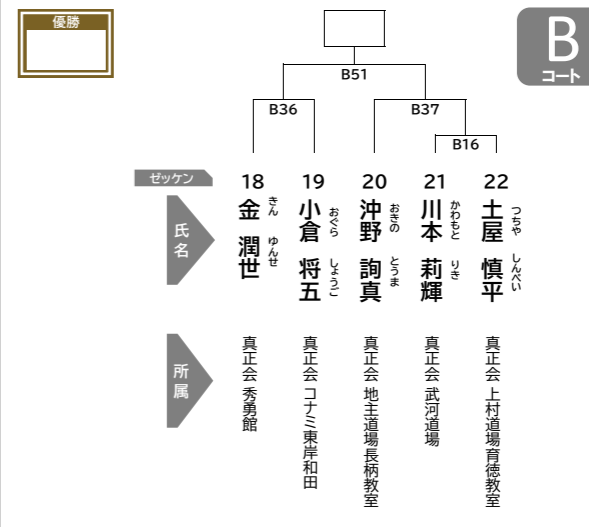 優勝
B
コート
B51
B36
B37
B16
ゼッケン
18
19
20
21
22
氏名
金 潤世
きん ゆんせ
小倉 将五
おぐら しょうご
沖野 詢真
おきの とうま
川本 莉輝
かわもと りき
土屋 慎平
つちや しんぺい
所属
真正会 秀勇館
真正会 コナミ東岸和田
真正会 地主道場長柄教室
真正会 武河道場
真正会 上村道場育徳教室